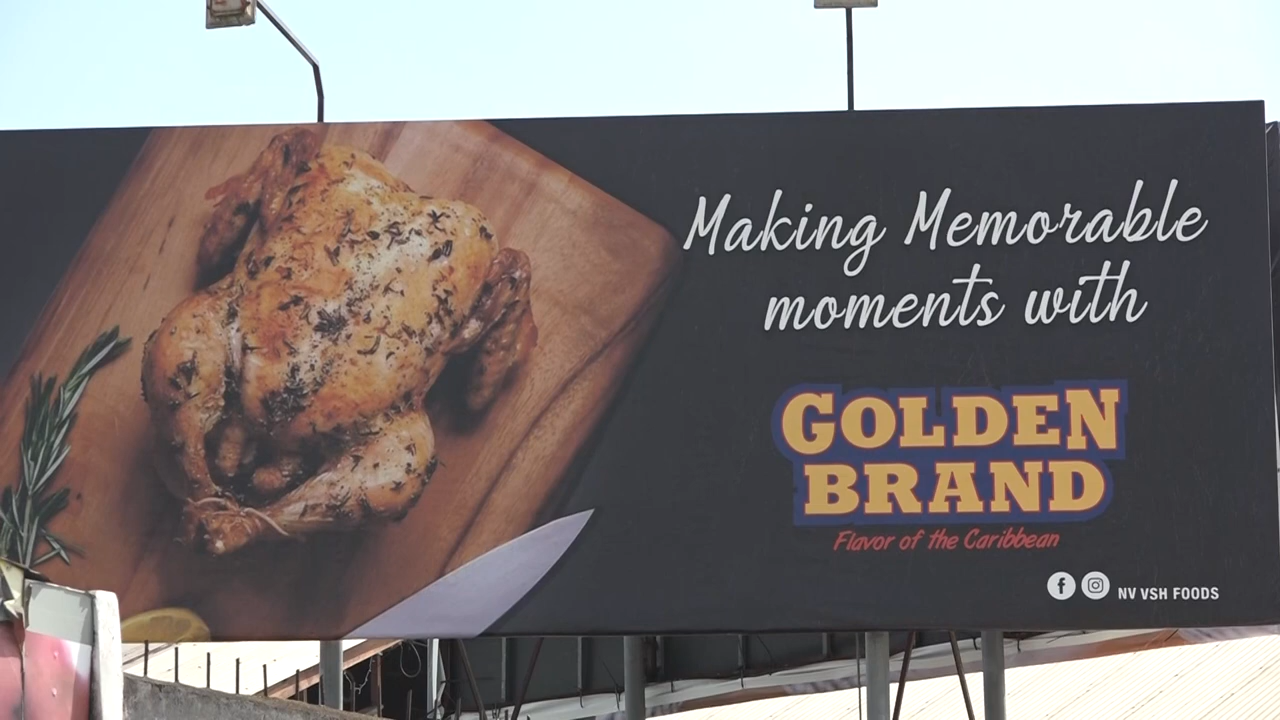 Making Memorable
moments with
GOLDEN
BRAND
Flavor of the Caribbean
NV VSH FOODS